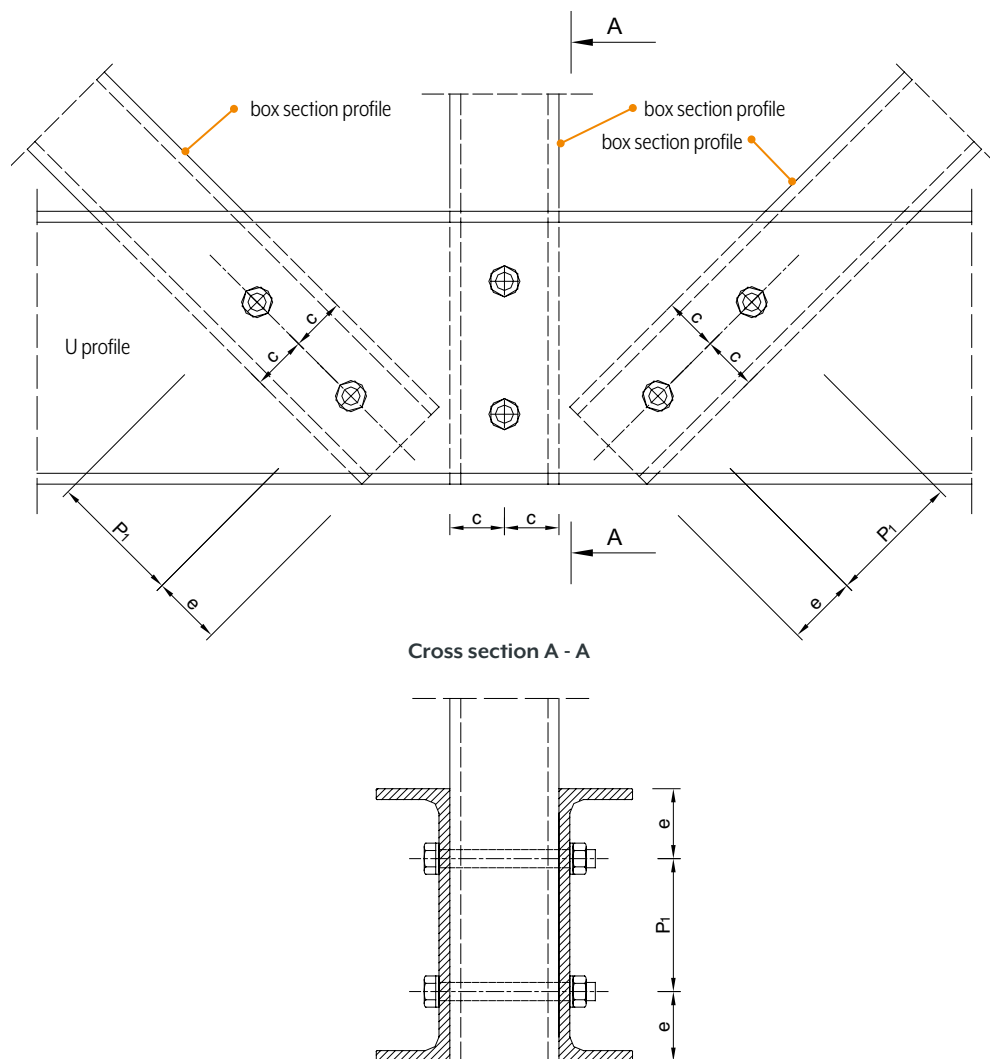 A
box section profile
box section profile
box section profile
c
c
c
c
U profile
P1
e
c
c
A
P1
e
Cross section A - A
e
P1
e